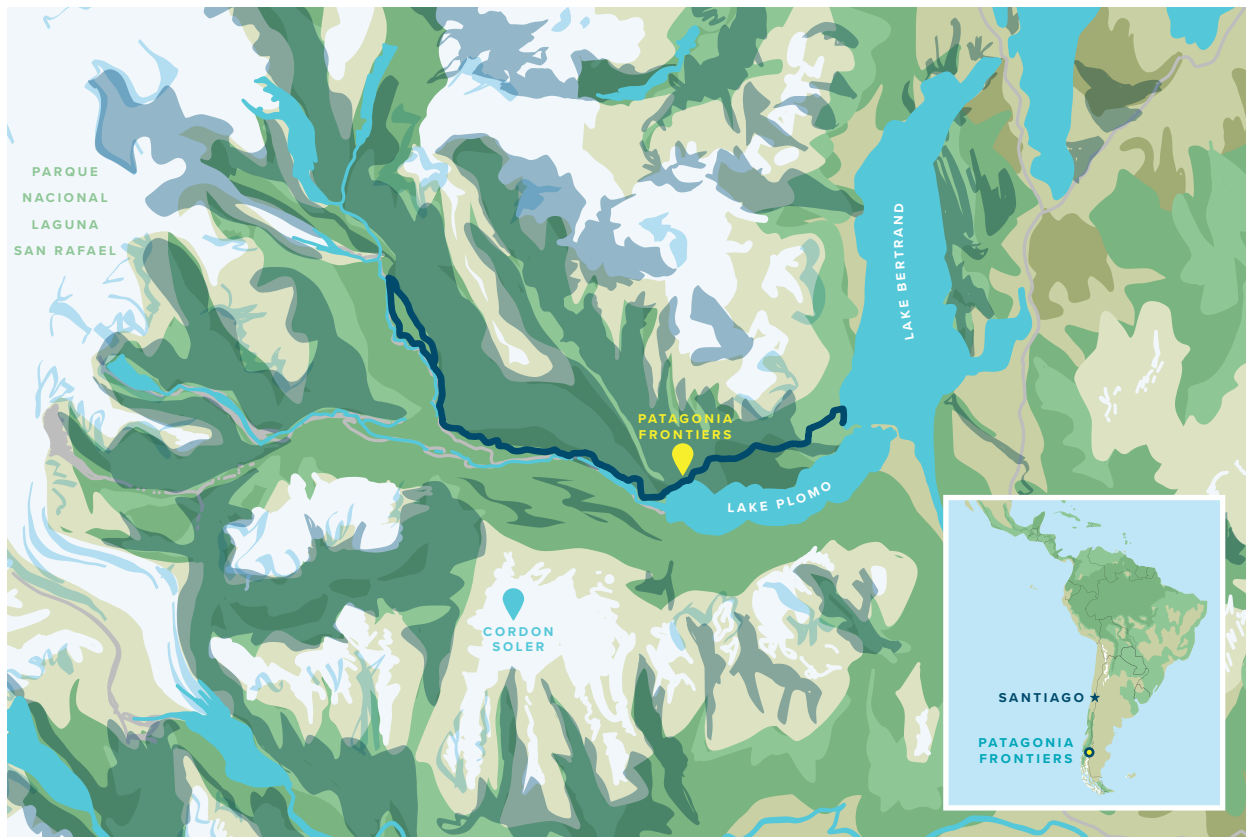 PARQUE
NACIONAL
LAGUNA
SAN RAFAEL
LAKE BERTRAND
PATAGONIA
FRONTIERS
LAKE PLOMO
CORDON
SOLER
SANTIAGO
PATAGONIA
FRONTIERS